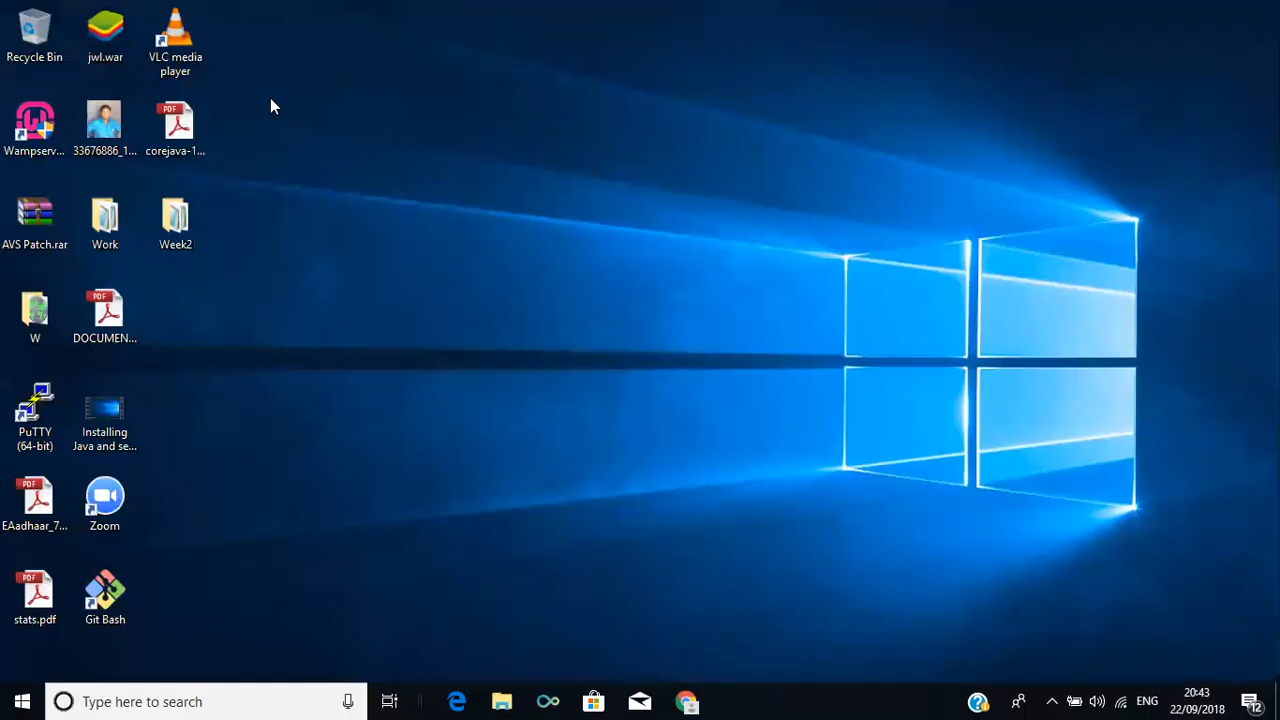 Recycle Bin
jwl.war
VLC media
player
Wampserv...
33676886_1...
corejava-1...
AVS Patch.rar
Work
Week2
W
DOCUMEN...
PuTTY
(64-bit)
Installing
Java and se...
EAadhaar_7...
Zoom
stats.pdf
Git Bash
Type here to search
ENG
20:43
22/09/2018
12